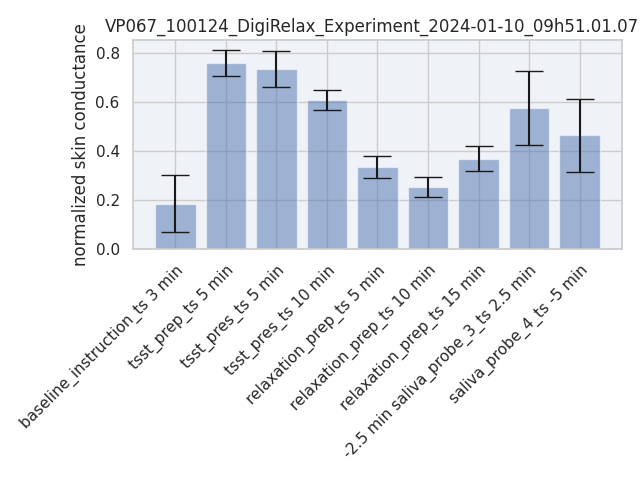 VP067_100124_DigiRelax_Experiment_2024-01-10_09h51.01.07
normalized skin conductance
0.8
0.6
0.4
0.2
0.0
baseline_instruction_ts 3 min
tsst_prep_ts 5 min
tsst_pres_ts 5 min
tsst_pres_ts 10 min
relaxation_prep_ts 5 min
relaxation_prep_ts 10 min
relaxation_prep_ts 15 min
-2.5 min saliva_probe_3_ts 2.5 min
saliva_probe_4_ts -5 min